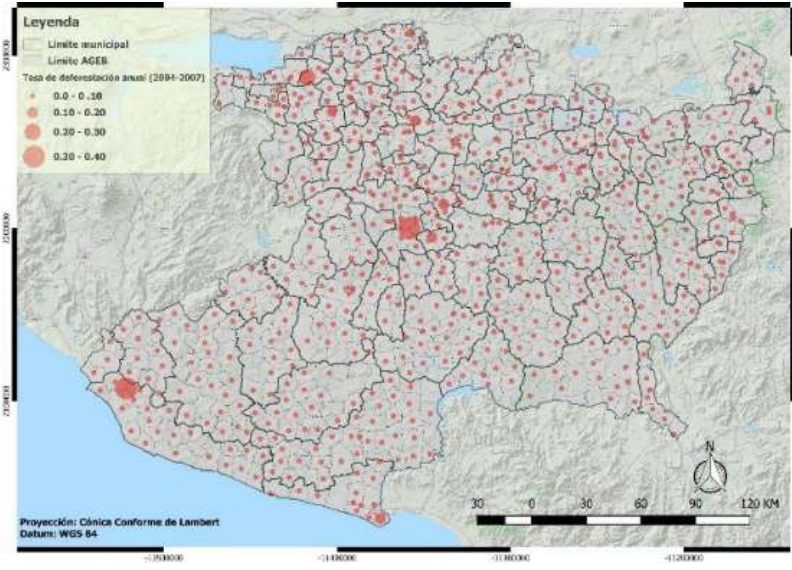 Leyenda
Limite municipal
Limite AGEB
Tasa de deforestación anual (2004-2007)
0.0 - 0.10
0.10 - 0.20
0.20 - 0.30
0.30 - 0.40
N
30 0 30 60 90 120 KM
Proyección: Cónica Conforme de Lambert
Datum: WGS 84